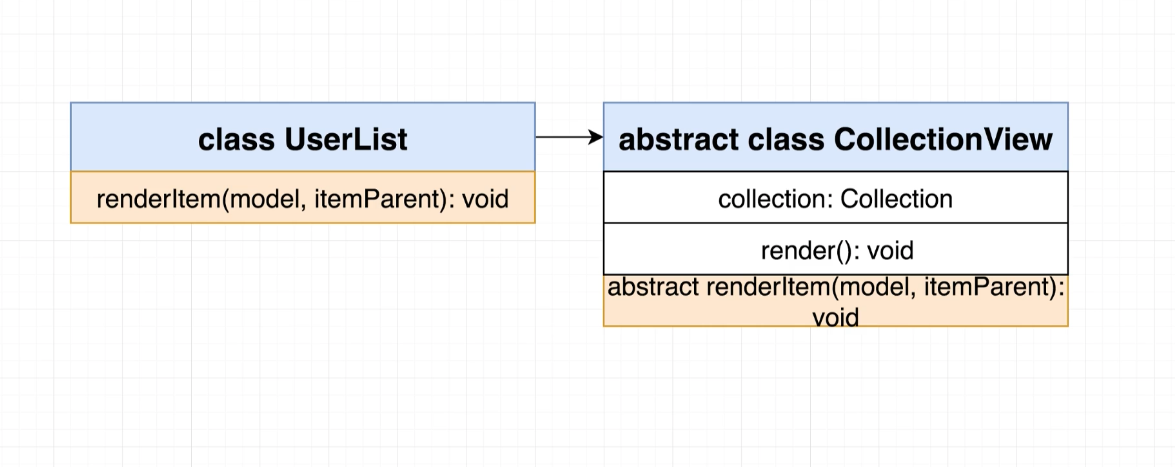 class UserList
renderItem(model, itemParent): void
abstract class CollectionView
collection: Collection
render(): void
abstract renderItem(model, itemParent):
void